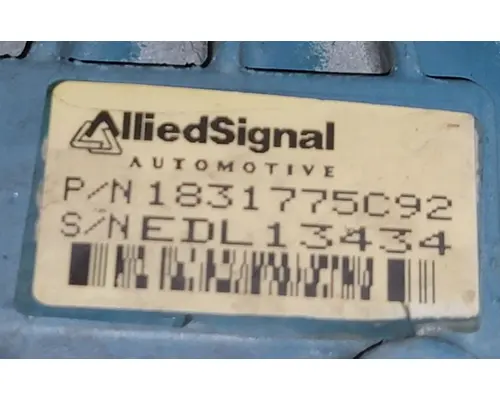 AlliedSignal
AUTOMOTIVE
P/N 1831775C92
S/N EDL13434